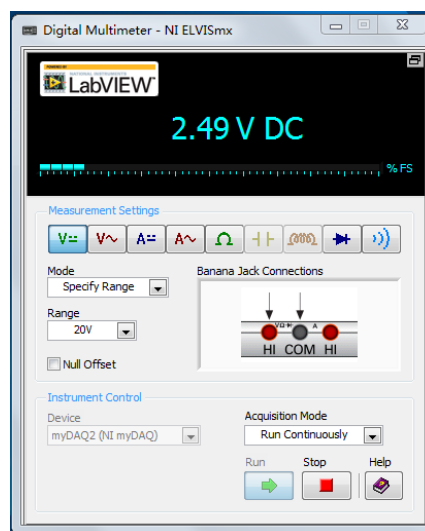 Digital Multimeter - NI ELVISmx
LabVIEW
2.49 V DC
% FS
Measurement Settings
V
V
A
A
Ω
Mode
Banana Jack Connections
Specify Range
Range
20V
VΩ
A
HI COM HI
Null Offset
Instrument Control
Device
Acquisition Mode
myDAQ2 (NI myDAQ)
Run Continuously
Run Stop Help